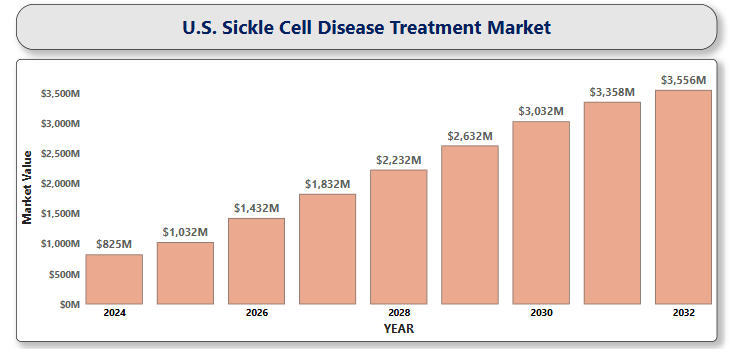 U.S. Sickle Cell Disease Treatment Market
$3,556M
$3,500M
$3,358M
$3,032M
$3,000M
$2,632M
$2,500M
$2,232M
$2,000M
$1,832M
$1,500M
$1,432M
$1,032M
$1,000M
$825M
$500M
$0M
Market Value
2024
2026
2028
2030
2032
YEAR